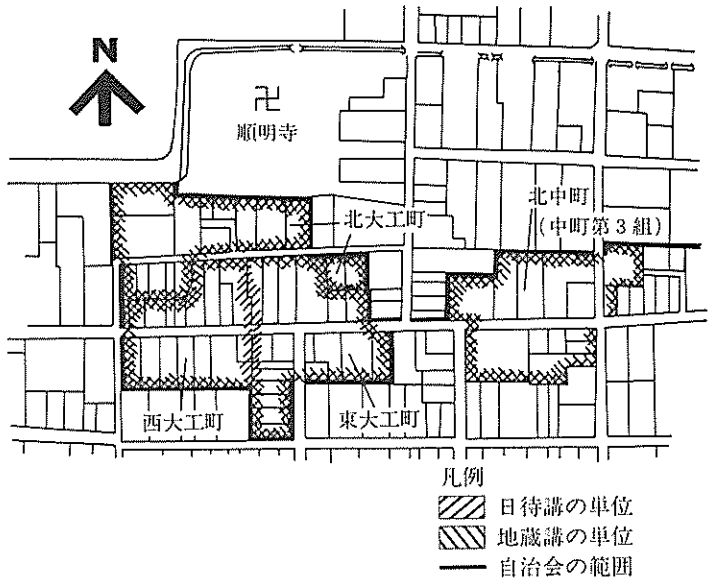 N
卍
順明寺
北大工町
北中町
(中町第3組)
西大工町
東大工町
凡例
日待講の単位
地蔵講の単位
自治会の範囲